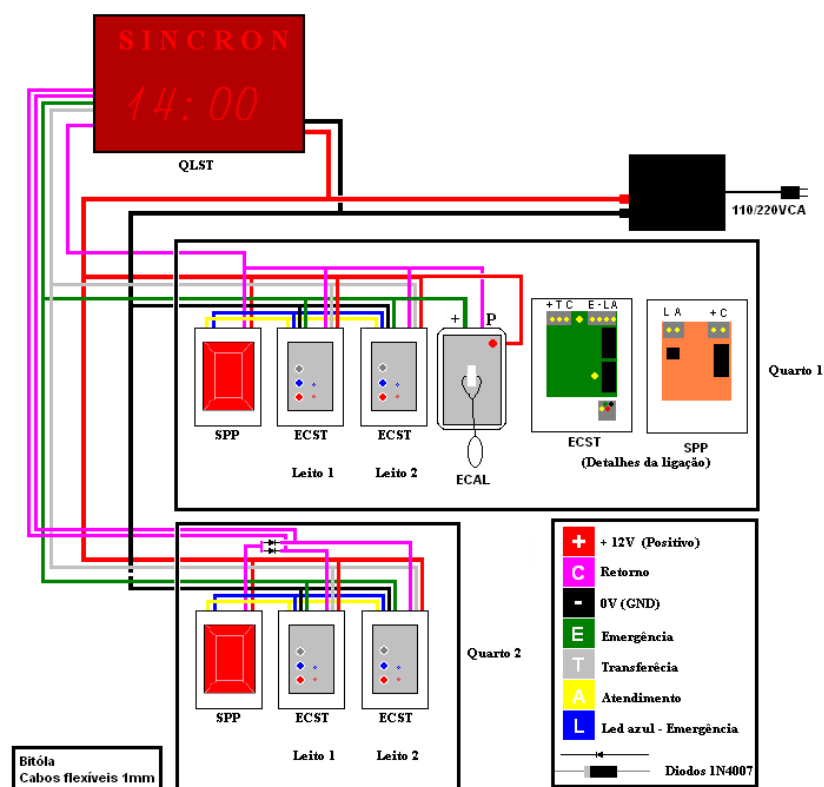 SINCRON
14:00
QLST
110/220VCA
+ P
+ T C E - L A
L A + C
Quarto 1
SPP
ECST
ECST
ECAL
ECST
SPP
Leito 1
Leito 2
(Detalhes da ligação)
+ + 12V (Positivo)
C Retorno
- 0V (GND)
E Emergência
T Transferêcia
A Atendimento
L Led azul - Emergência
Diodos 1N4007
Quarto 2
SPP
ECST
ECST
Leito 1
Leito 2
Bitóla
Cabos flexíveis 1mm